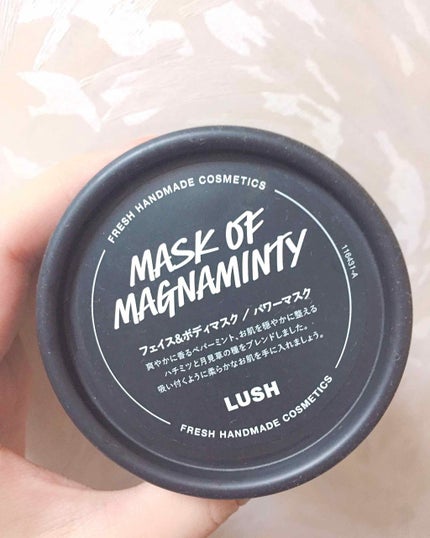 FRESH HANDMADE COSMETICS
MASK OF
MAGNAMINTY
116431-A
フェイス&ボディマスク / パワーマスク
爽やかに香るペパーミント、お肌を穏やかに整える
ハチミツと月見草の種をブレンドしました。
吸い付くように柔らかなお肌を手に入れましょう。
LUSH
FRESH HANDMADE COSMETICS